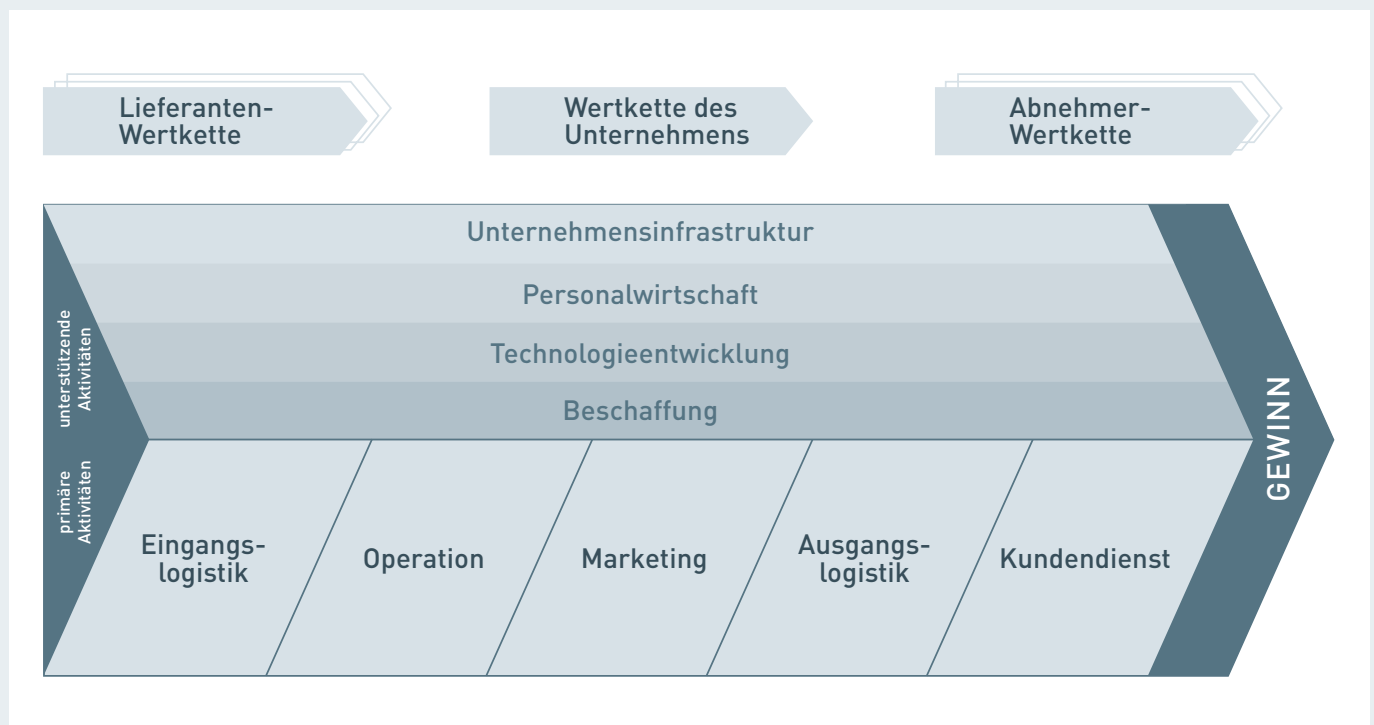 Lieferanten-
Wertkette
Wertkette des
Unternehmens
Abnehmer-
Wertkette
unterstützende
Aktivitäten
Unternehmensinfrastruktur
Personalwirtschaft
Technologieentwicklung
Beschaffung
primäre
Aktivitäten
Eingangs-
logistik
Operation
Marketing
Ausgangs-
logistik
Kundendienst
GEWINN